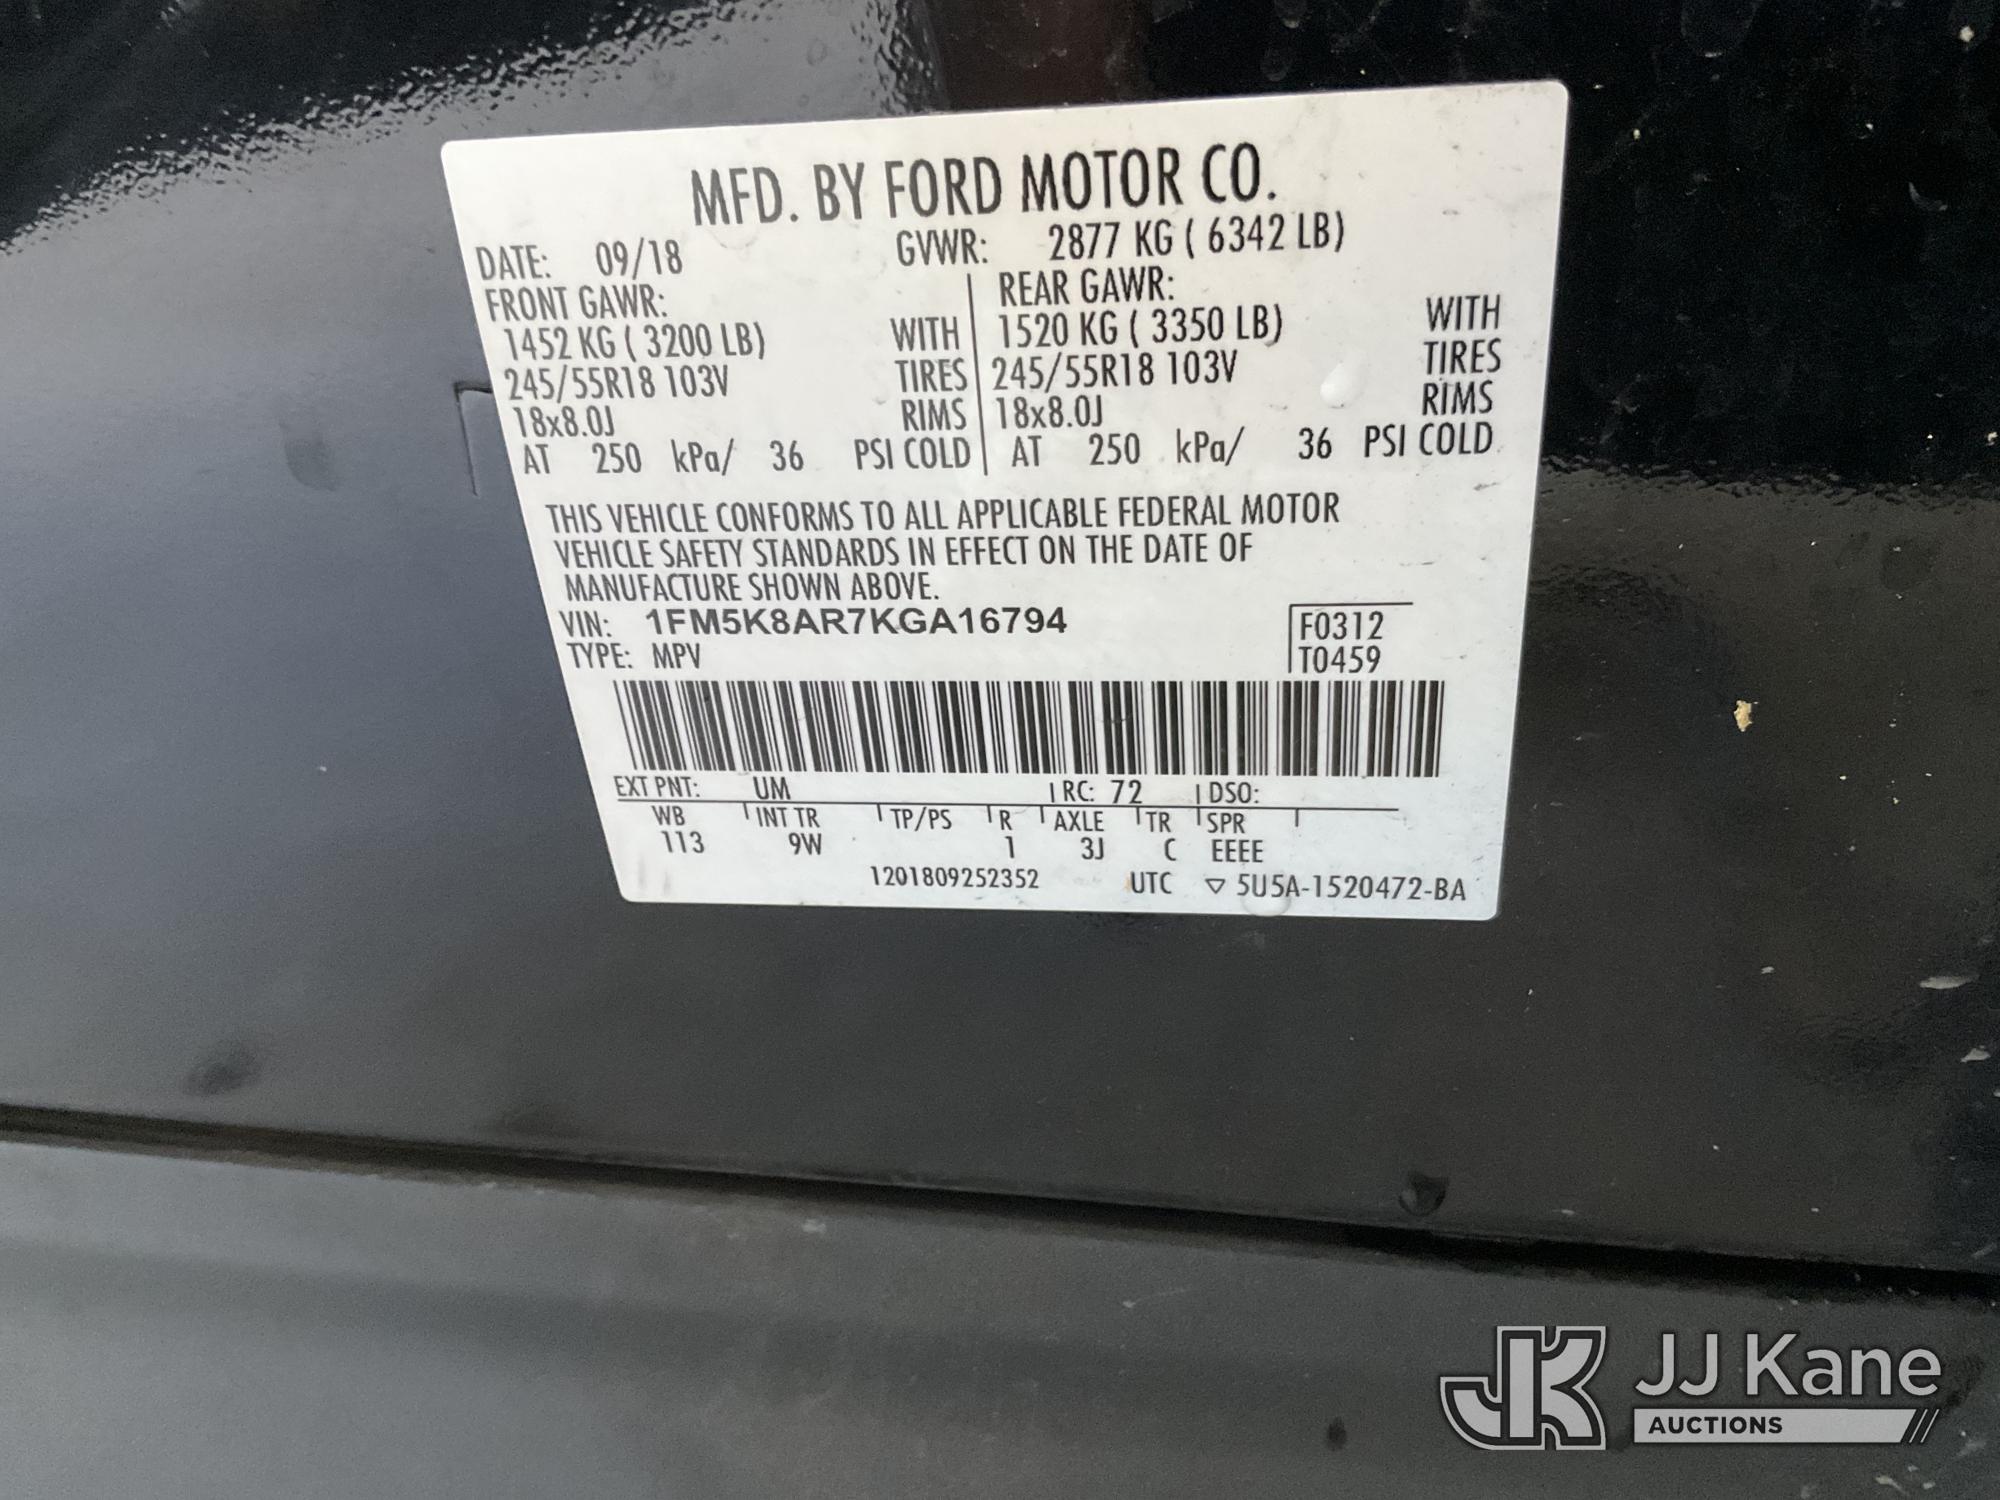 MFD. BY FORD MOTOR CO.
DATE: 09/18 GVWR: 2877 KG ( 6342 LB)
FRONT GAWR: REAR GAWR:
1452 KG ( 3200 LB) WITH 1520 KG ( 3350 LB) WITH
245/55R18 103V TIRES 245/55R18 103V TIRES
18x8.0J RIMS 18x8.0J RIMS
AT 250 kPa/ 36 PSI COLD AT 250 kPa/ 36 PSI COLD
THIS VEHICLE CONFORMS TO ALL APPLICABLE FEDERAL MOTOR
VEHICLE SAFETY STANDARDS IN EFFECT ON THE DATE OF
MANUFACTURE SHOWN ABOVE.
VIN: 1FM5K8AR7KGA16794 F0312
TYPE: MPV T0459
EXT PNT: UM RC: 72 DSO:
WB INT TR TP/PS R AXLE TR SPR
113 9W 1 3J C EEEE
1201809252352 UTC ▽ 5U5A-1520472-BA
JK JJ Kane
AUCTIONS